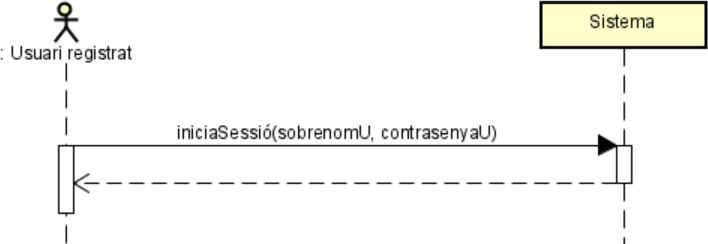 Sistema
: Usuari registrat
iniciaSessió(sobrenomU, contrasenyaU)